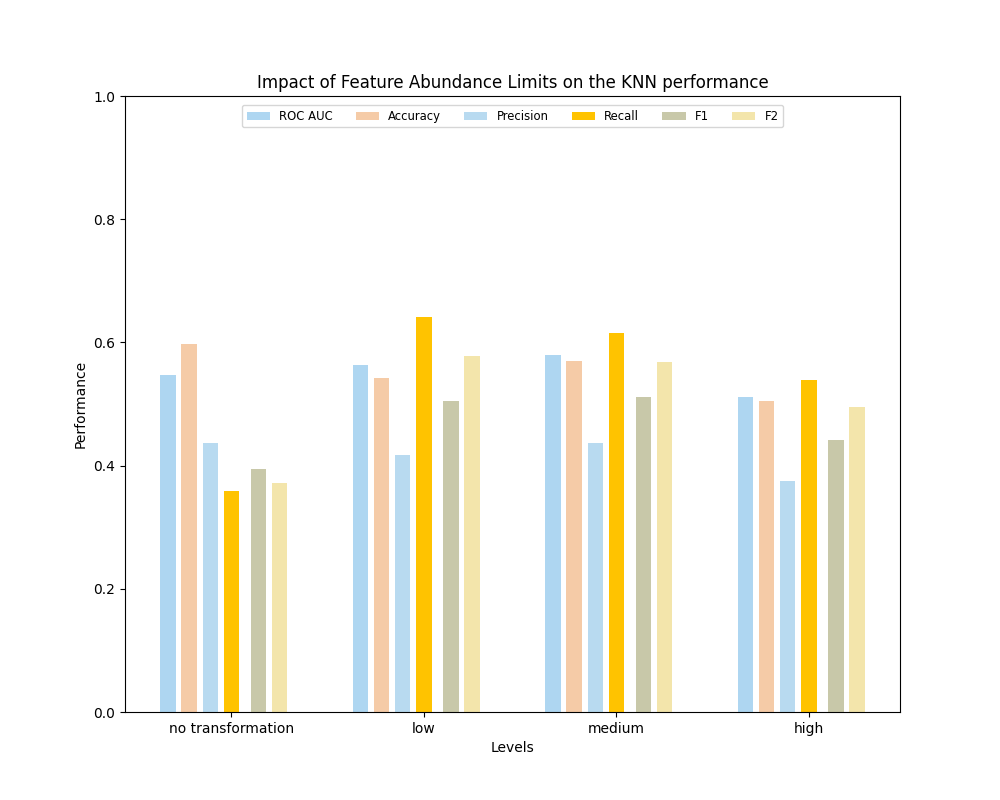 Impact of Feature Abundance Limits on the KNN performance
ROC AUC Accuracy Precision Recall F1 F2
1.0
0.8
0.6
0.4
0.2
0.0
Performance
no transformation low medium high
Levels